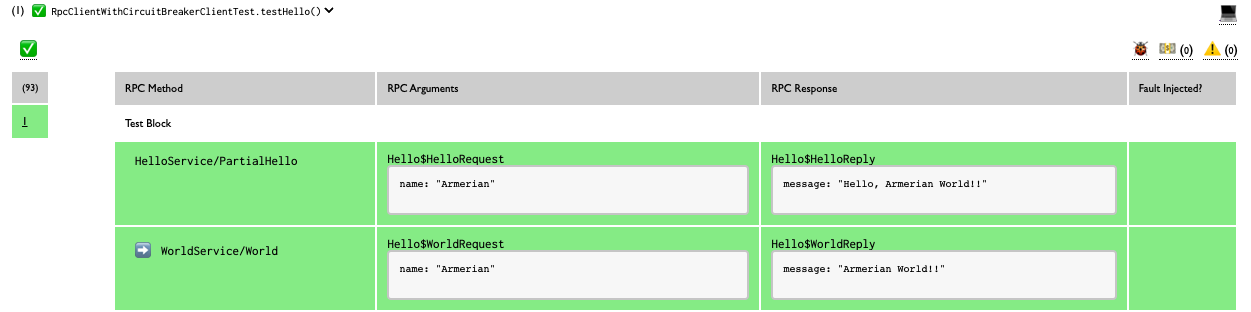 (1) RpcClientWithCircuitBreakerClientTest.testHello()
(0) (0)
(93)
1
RPC Method RPC Arguments RPC Response Fault Injected?
Test Block
HelloService/PartialHello Hello$HelloRequest Hello$HelloReply
name: "Armerian" message: "Hello, Armerian World!!"
WorldService/World Hello$WorldRequest Hello$WorldReply
name: "Armerian" message: "Armerian World!!"